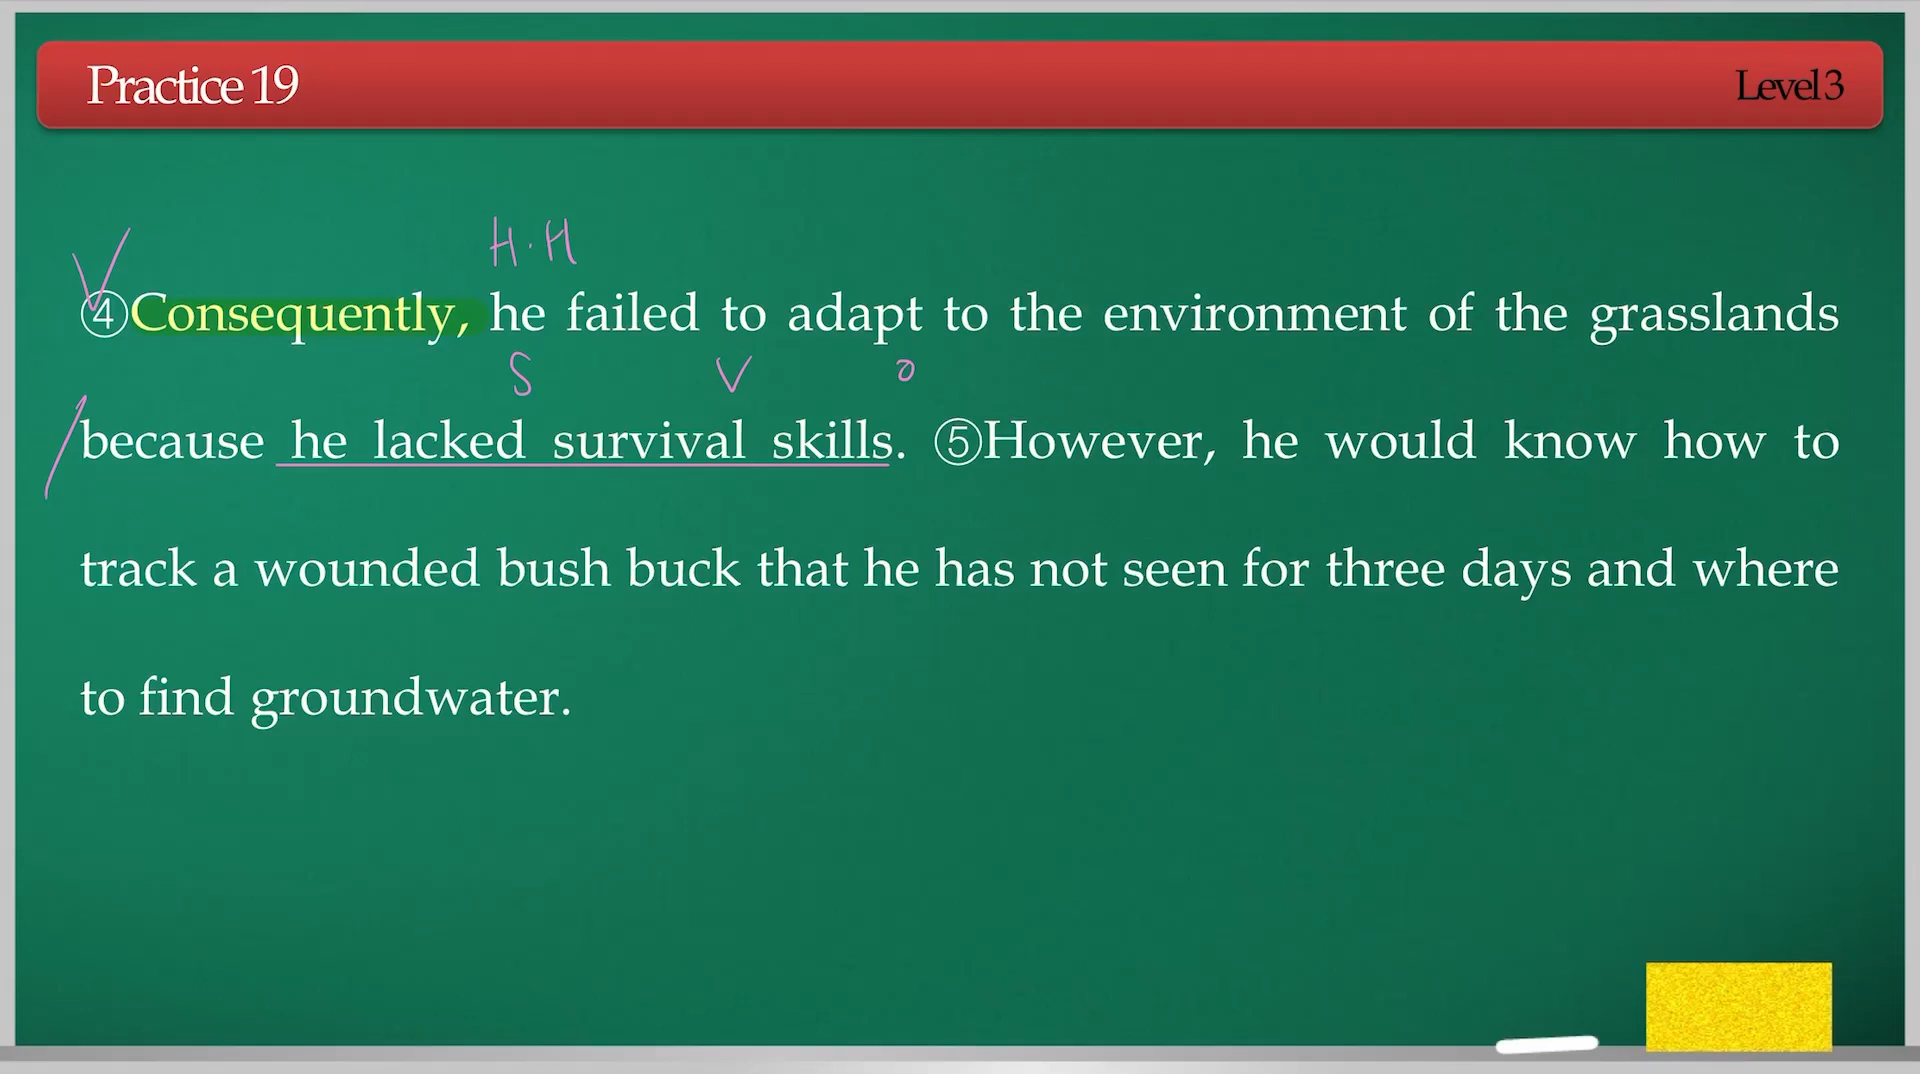 Practice 19
Level 3
H.H
④Consequently, he failed to adapt to the environment of the grasslands
S V o
because he lacked survival skills. ⑤However, he would know how to
track a wounded bush buck that he has not seen for three days and where
to find groundwater.